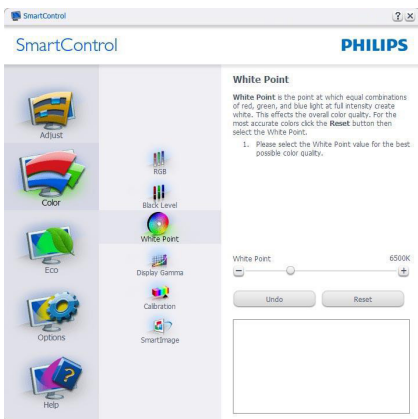 SmartControl
SmartControl
PHILIPS
Adjust
Color
Eco
Options
Help
RGB
Black Level
White Point
Display Gamma
Calibration
SmartImage
White Point
White Point is the point at which equal combinations
of red, green, and blue light at full intensity create
white. This effects the overall color quality. For the
most accurate colors click the Reset button then
select the White Point.
1. Please select the White Point value for the best
possible color quality.
White Point 6500K
Undo Reset